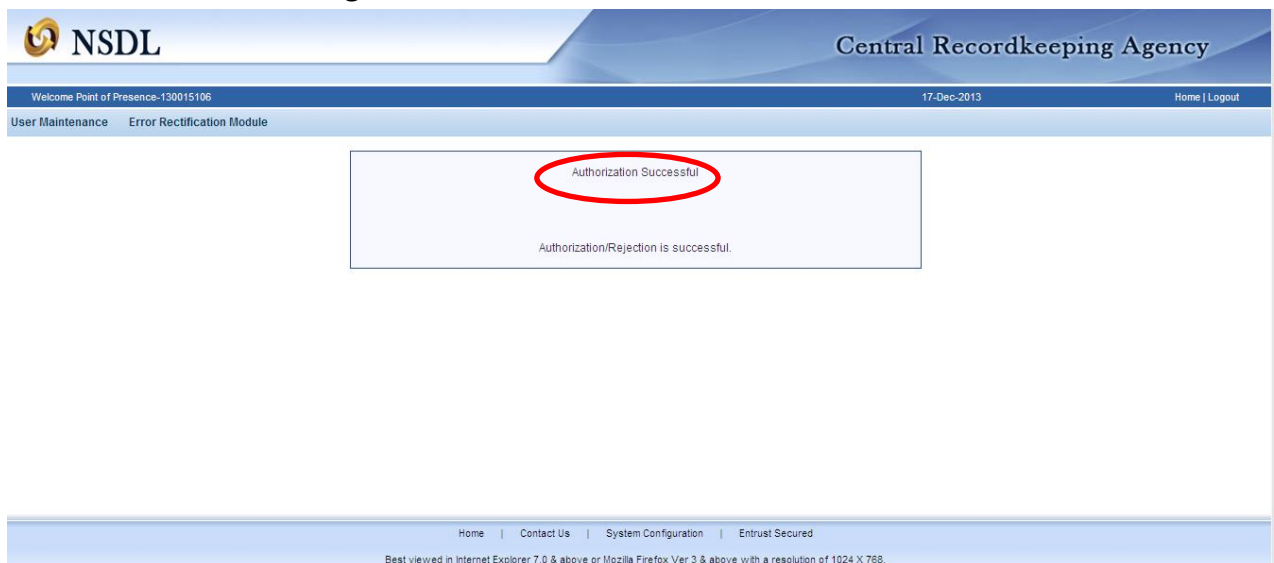 NSDL
Central Recordkeeping Agency
Welcome Point of Presence-130015106 17-Dec-2013 Home | Logout
User Maintenance Error Rectification Module
Authorization Successful
Authorization/Rejection is successful.
Home | Contact Us | System Configuration | Entrust Secured
Best viewed in Internet Explorer 7.0 & above or Mozilla Firefox Ver 3 & above with a resolution of 1024 X 768.